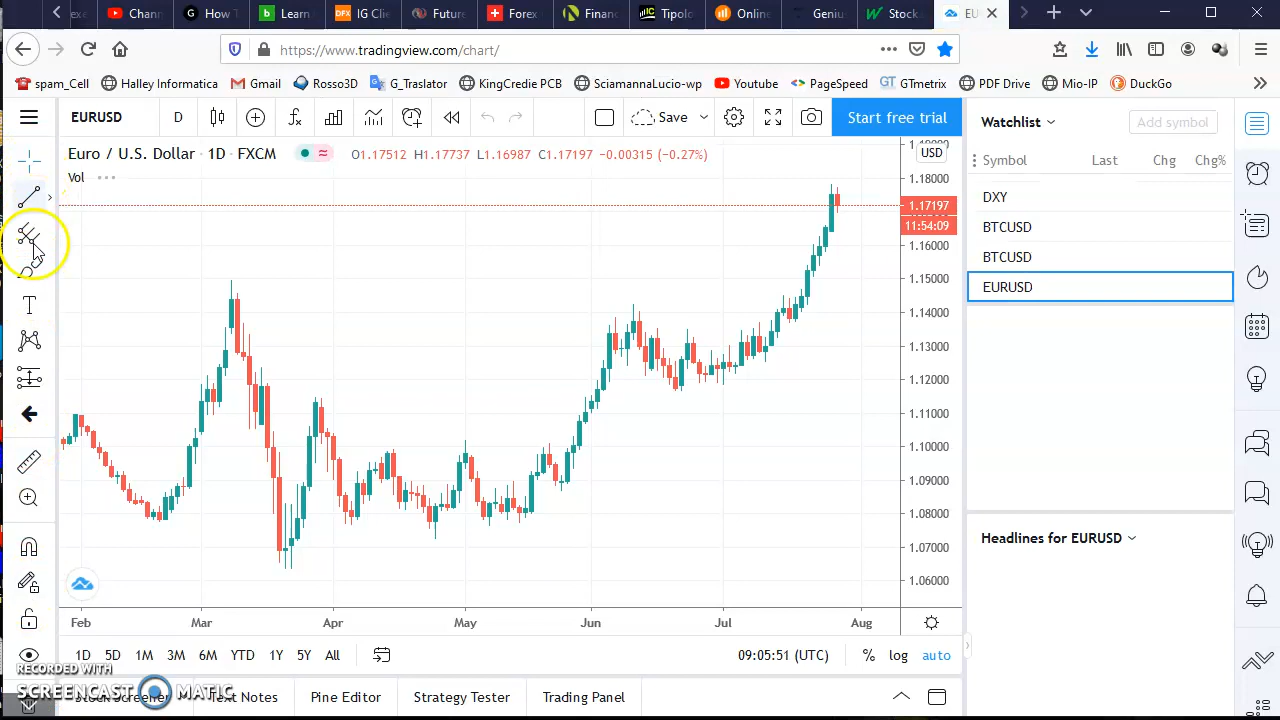 exe
Chann
How T
Learn
DFX
IG Clie
Futur
Forex
Financ
TIC
Tipolo
Online
Geniu
Stock
EU
https://www.tradingview.com/chart/
spam_Cell
Halley Informatica
Gmail
Rosso3D
G_Traslator
KingCredie PCB
SciamannaLucio-wp
Youtube
PageSpeed
GT
GTmetrix
PDF Drive
Mio-IP
DuckGo
EURUSD
D
Save
Start free trial
Euro / U.S. Dollar · 1D · FXCM
O1.17512 H1.17737 L1.16987 C1.17197 −0.00315 (−0.27%)
Vol
USD
1.18000
1.17197
11:54:09
1.16000
1.15000
1.14000
1.13000
1.12000
1.11000
1.10000
1.09000
1.08000
1.07000
1.06000
Feb
Mar
Apr
May
Jun
Jul
Aug
1D
5D
1M
3M
6M
YTD
1Y
5Y
All
09:05:51 (UTC)
%
log
auto
Text Notes
Pine Editor
Strategy Tester
Trading Panel
Watchlist
Add symbol
Symbol
Last
Chg
Chg%
DXY
BTCUSD
BTCUSD
EURUSD
Headlines for EURUSD
RECORDED WITH
SCREENCAST MATIC